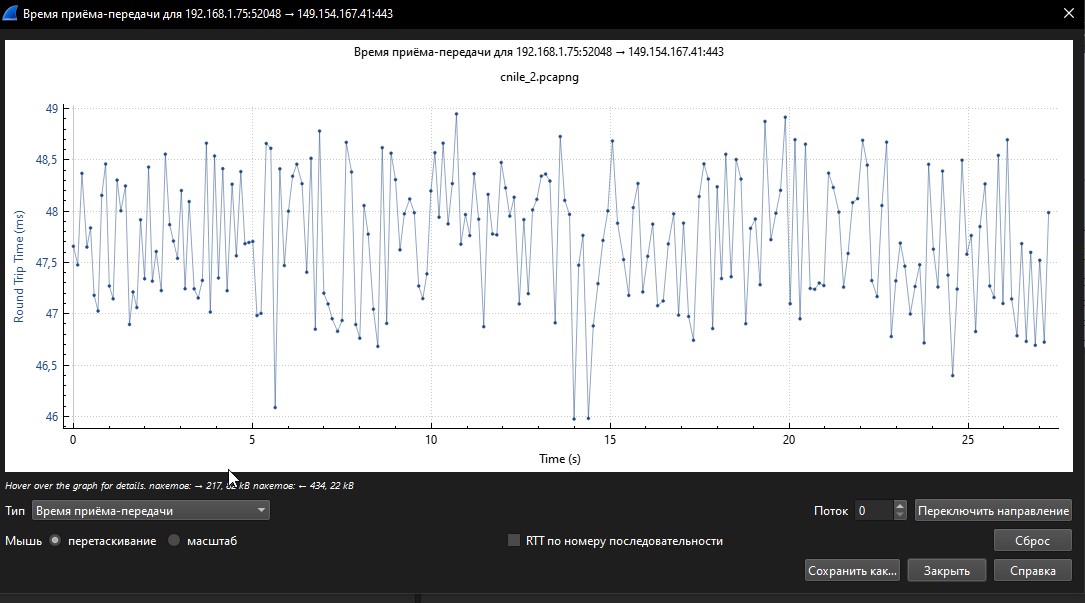 Время приёма-передачи для 192.168.1.75:52048 → 149.154.167.41:443
Время приёма-передачи для 192.168.1.75:52048 → 149.154.167.41:443
cnile_2.pcapng
Round Trip Time (ms)
49
48,5
48
47,5
47
46,5
46
0 5 10 15 20 25
Time (s)
Hover over the graph for details. пакетов: → 217, kB пакетов: ← 434, 22 kB
Тип Время приёма-передачи Поток 0 Переключить направление
Мышь перетаскивание масштаб RTT по номеру последовательности Сброс
Сохранить как... Закрыть Справка